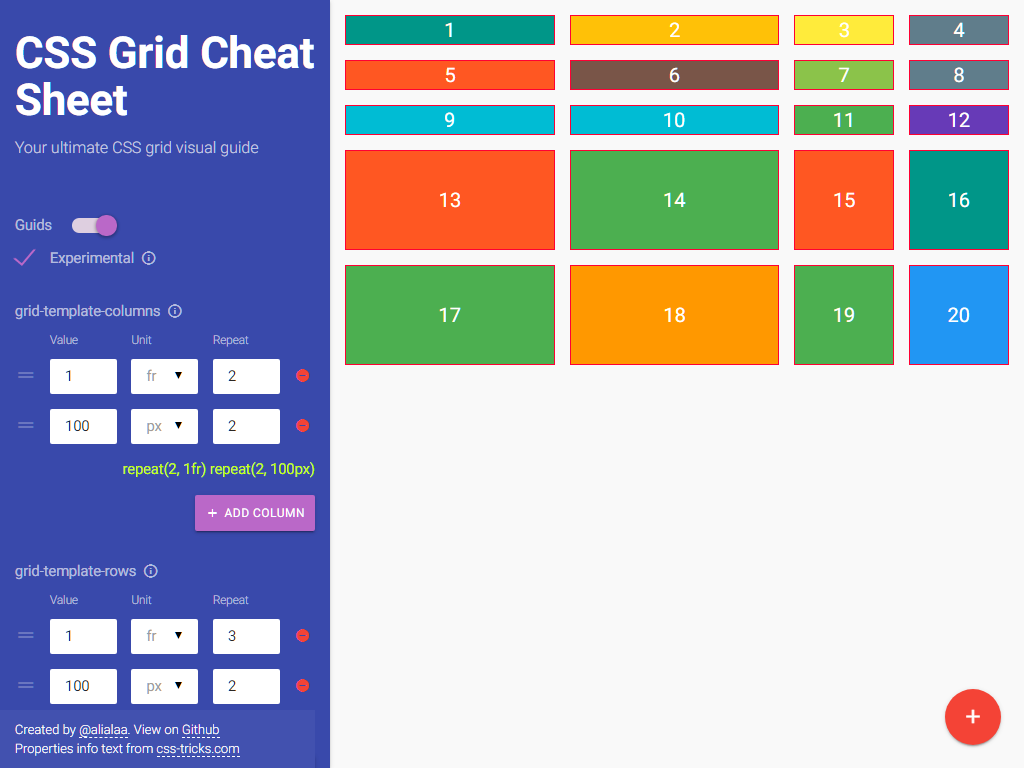 CSS Grid Cheat
Sheet
Your ultimate CSS grid visual guide
Guids
Experimental
grid-template-columns
Value Unit Repeat
1 fr 2
100 px 2
repeat(2, 1fr) repeat(2, 100px)
+ ADD COLUMN
grid-template-rows
Value Unit Repeat
1 fr 3
100 px 2
Created by @alialaa. View on Github
Properties info text from css-tricks.com
1 2 3 4
5 6 7 8
9 10 11 12
13 14 15 16
17 18 19 20
+